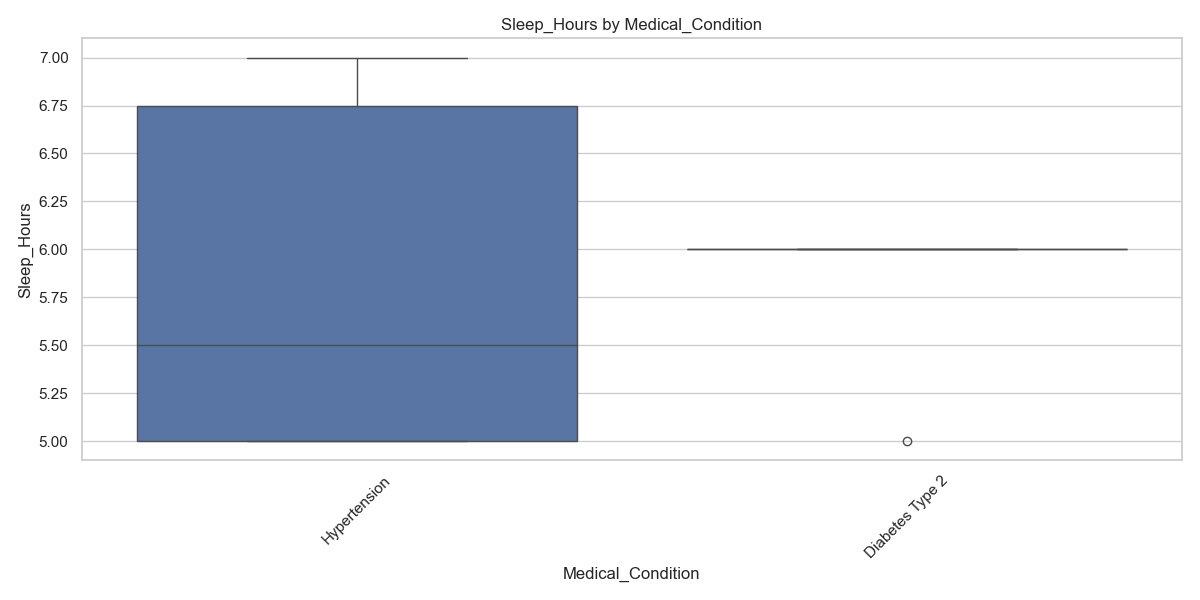 Sleep_Hours by Medical_Condition
Sleep_Hours
7.00
6.75
6.50
6.25
6.00
5.75
5.50
5.25
5.00
Hypertension
Diabetes Type 2
Medical_Condition